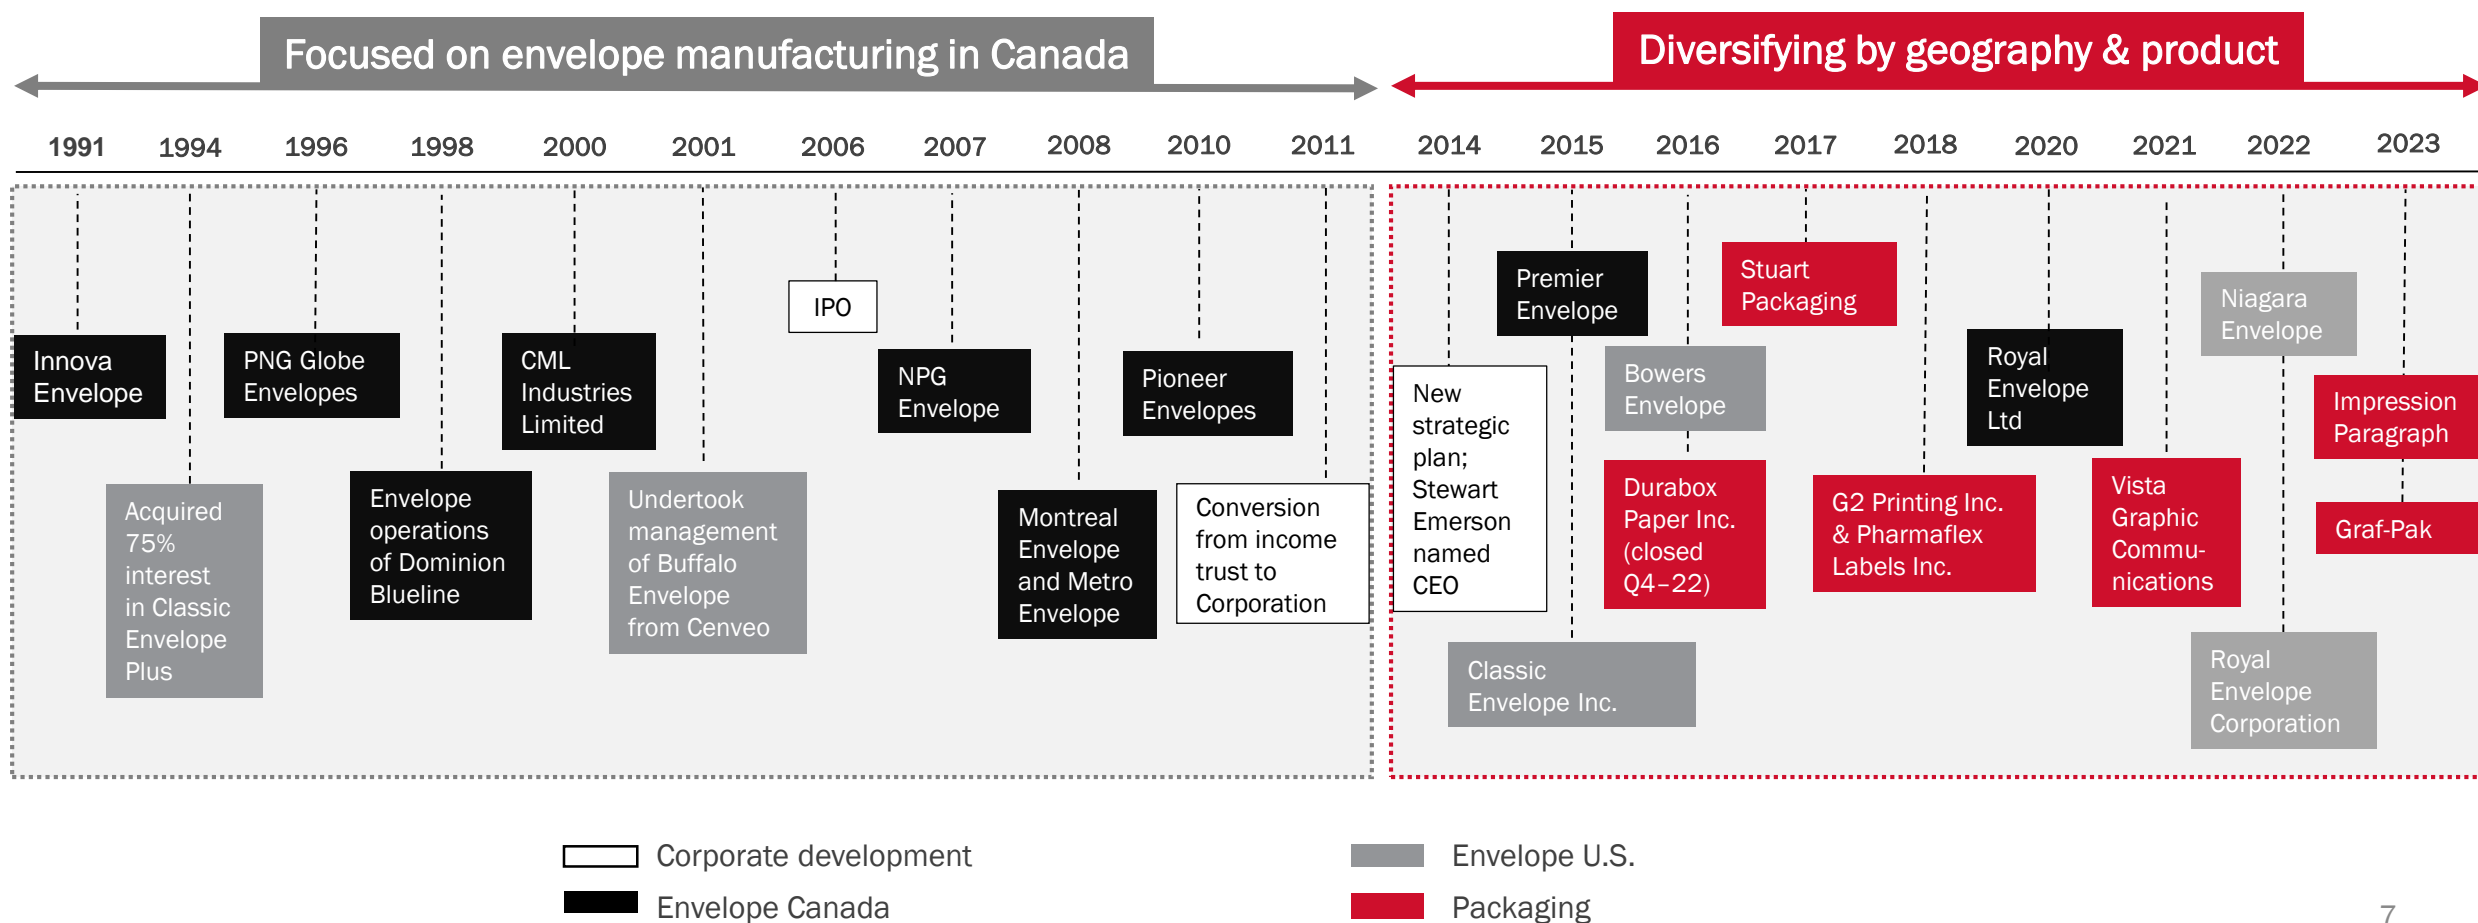 Focused on envelope manufacturing in Canada
Diversifying by geography & product
1991 1994 1996 1998 2000 2001 2006 2007 2008 2010 2011 2014 2015 2016 2017 2018 2020 2021 2022 2023
Innova
Envelope
Acquired
75%
interest
in Classic
Envelope
Plus
PNG Globe
Envelopes
Envelope
operations
of Dominion
Blueline
CML
Industries
Limited
Undertook
management
of Buffalo
Envelope
from Cenveo
IPO
NPG
Envelope
Montreal
Envelope
and Metro
Envelope
Pioneer
Envelopes
Conversion
from income
trust to
Corporation
New
strategic
plan;
Stewart
Emerson
named
CEO
Premier
Envelope
Classic
Envelope Inc.
Bowers
Envelope
Durabox
Paper Inc.
(closed
Q4–22)
Stuart
Packaging
G2 Printing Inc.
& Pharmaflex
Labels Inc.
Royal
Envelope
Ltd
Vista
Graphic
Commu-
nications
Niagara
Envelope
Royal
Envelope
Corporation
Impression
Paragraph
Graf-Pak
Corporate development
Envelope Canada
Envelope U.S.
Packaging
7